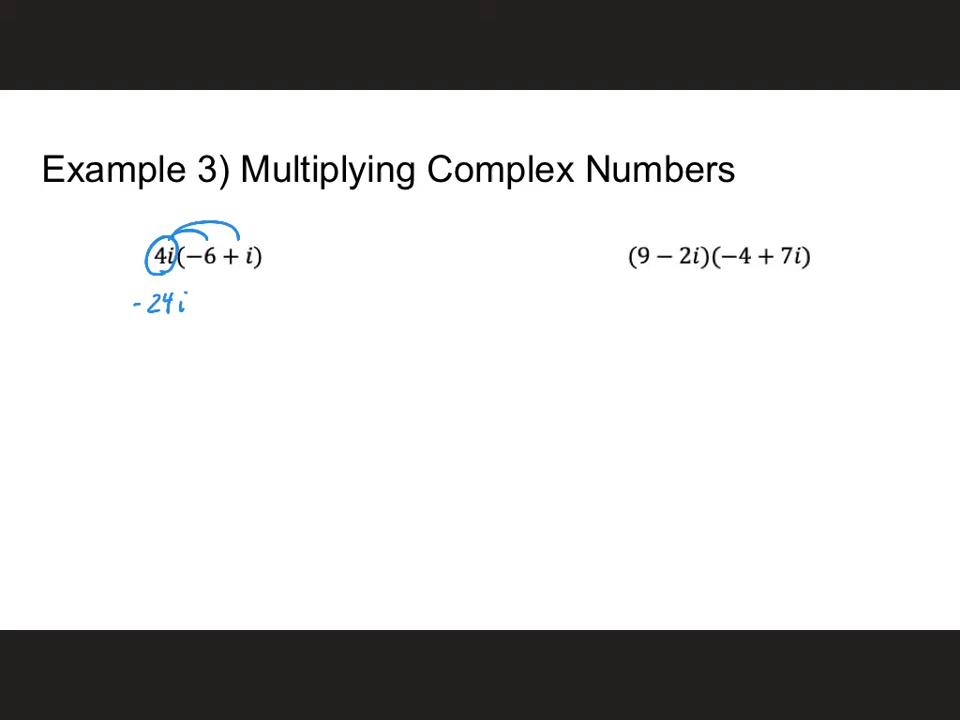 Example 3) Multiplying Complex Numbers
4i(−6 + i)
(9 − 2i)(−4 + 7i)
-24i